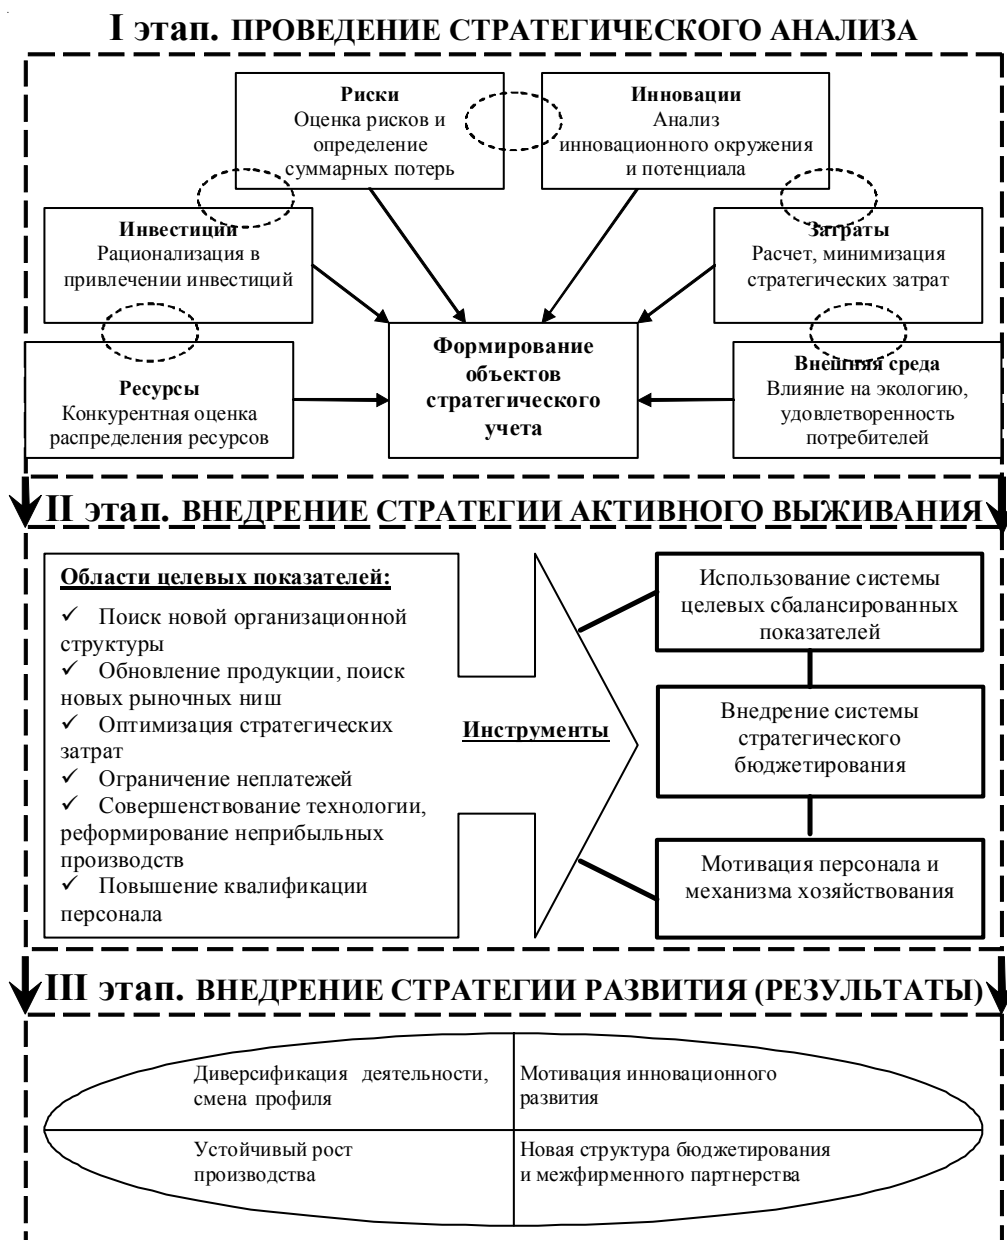 I этап. ПРОВЕДЕНИЕ СТРАТЕГИЧЕСКОГО АНАЛИЗА
Риски
Оценка рисков и
определение
суммарных потерь
Инновации
Анализ
инновационного окружения
и потенциала
Инвестиции
Рационализация в
привлечении инвестиций
Затраты
Расчет, минимизация
стратегических затрат
Формирование
объектов
стратегического
учета
Ресурсы
Конкурентная оценка
распределения ресурсов
Внешняя среда
Влияние на экологию,
удовлетворенность
потребителей
II этап. ВНЕДРЕНИЕ СТРАТЕГИИ АКТИВНОГО ВЫЖИВАНИЯ
Области целевых показателей:
✓ Поиск новой организационной
структуры
✓ Обновление продукции, поиск
новых рыночных ниш
✓ Оптимизация стратегических
затрат
✓ Ограничение неплатежей
✓ Совершенствование технологии,
реформирование неприбыльных
производств
✓ Повышение квалификации
персонала
Инструменты
Использование системы
целевых сбалансированных
показателей
Внедрение системы
стратегического
бюджетирования
Мотивация персонала и
механизма хозяйствования
III этап. ВНЕДРЕНИЕ СТРАТЕГИИ РАЗВИТИЯ (РЕЗУЛЬТАТЫ)
Диверсификация деятельности,
смена профиля
Мотивация инновационного
развития
Устойчивый рост
производства
Новая структура бюджетирования
и межфирменного партнерства